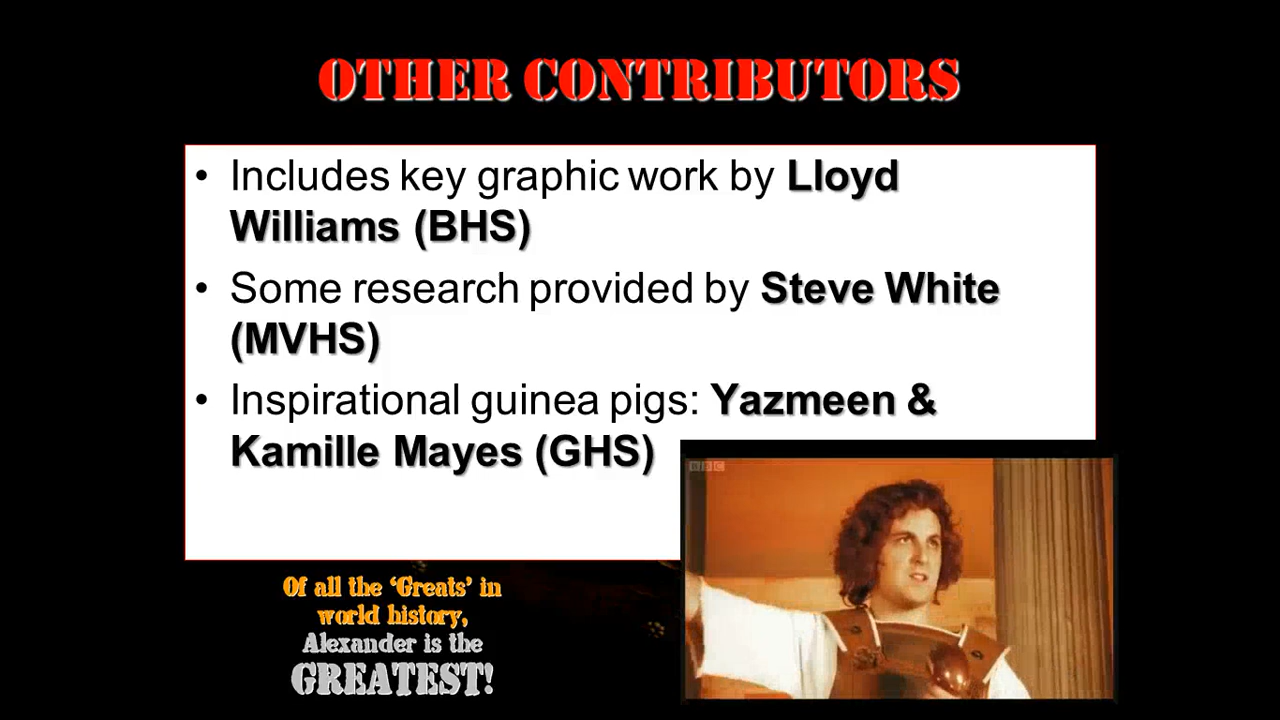 OTHER CONTRIBUTORS
• Includes key graphic work by Lloyd
Williams (BHS)
• Some research provided by Steve White
(MVHS)
• Inspirational guinea pigs: Yazmeen &
Kamille Mayes (GHS)
BBC
Of all the ‘Greats’ in
world history,
Alexander is the
GREATEST!